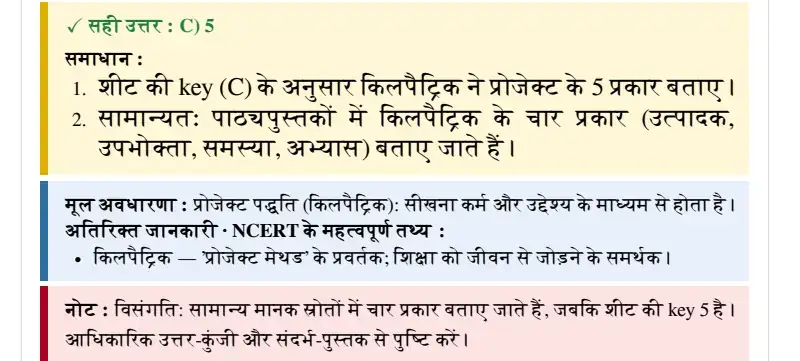 ✓ सही उत्तर : C) 5
समाधान :
1. शीट की key (C) के अनुसार किलपैट्रिक ने प्रोजेक्ट के 5 प्रकार बताए।
2. सामान्यतः पाठ्यपुस्तकों में किलपैट्रिक के चार प्रकार (उत्पादक,
उपभोक्ता, समस्या, अभ्यास) बताए जाते हैं।
मूल अवधारणा : प्रोजेक्ट पद्धति (किलपैट्रिक): सीखना कर्म और उद्देश्य के माध्यम से होता है।
अतिरिक्त जानकारी · NCERT के महत्वपूर्ण तथ्य :
• किलपैट्रिक — 'प्रोजेक्ट मेथड' के प्रवर्तक; शिक्षा को जीवन से जोड़ने के समर्थक।
नोट : विसंगति: सामान्य मानक स्रोतों में चार प्रकार बताए जाते हैं, जबकि शीट की key 5 है।
आधिकारिक उत्तर-कुंजी और संदर्भ-पुस्तक से पुष्टि करें।